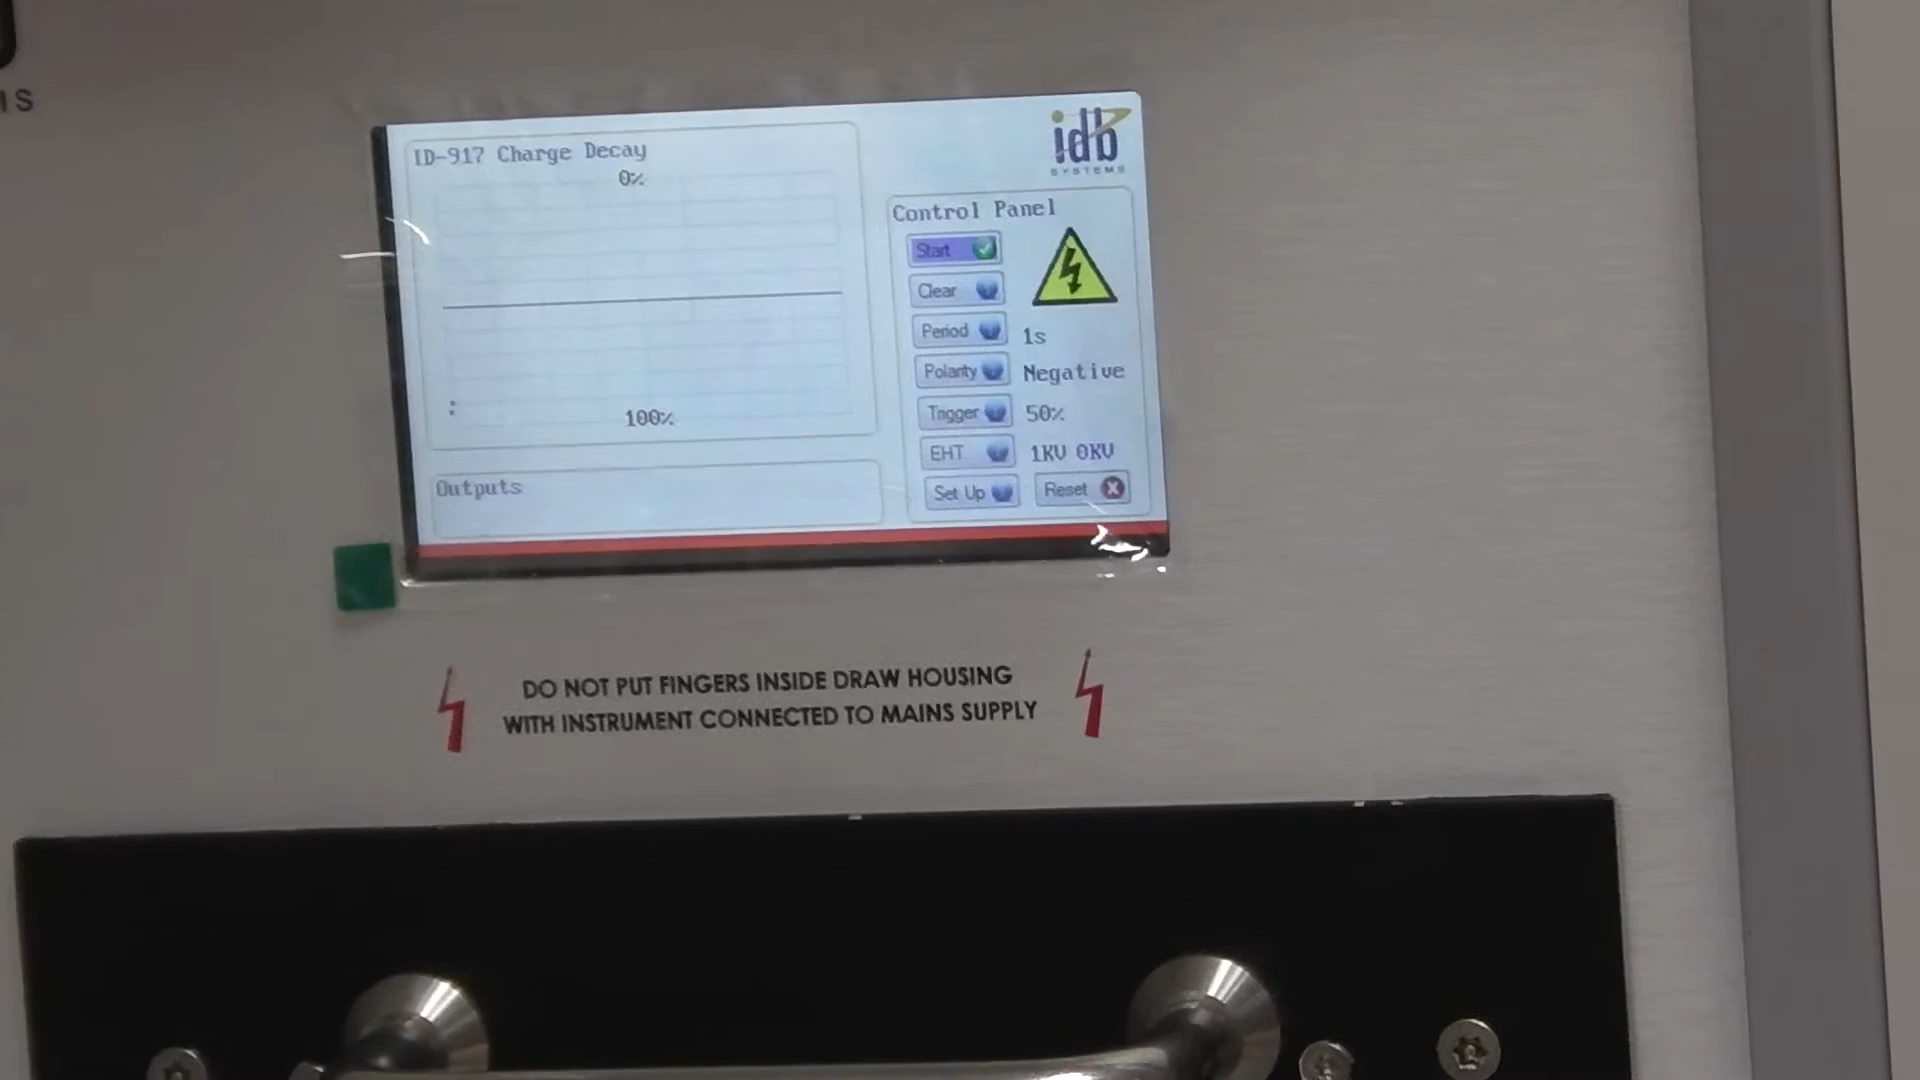 IS
ID-917 Charge Decay
0%
100%
:
Outputs
idb
SYSTEMS
Control Panel
Start
Clear
Period 1s
Polarity Negative
Trigger 50%
EHT 1KV 0KV
Set Up Reset
DO NOT PUT FINGERS INSIDE DRAW HOUSING
WITH INSTRUMENT CONNECTED TO MAINS SUPPLY